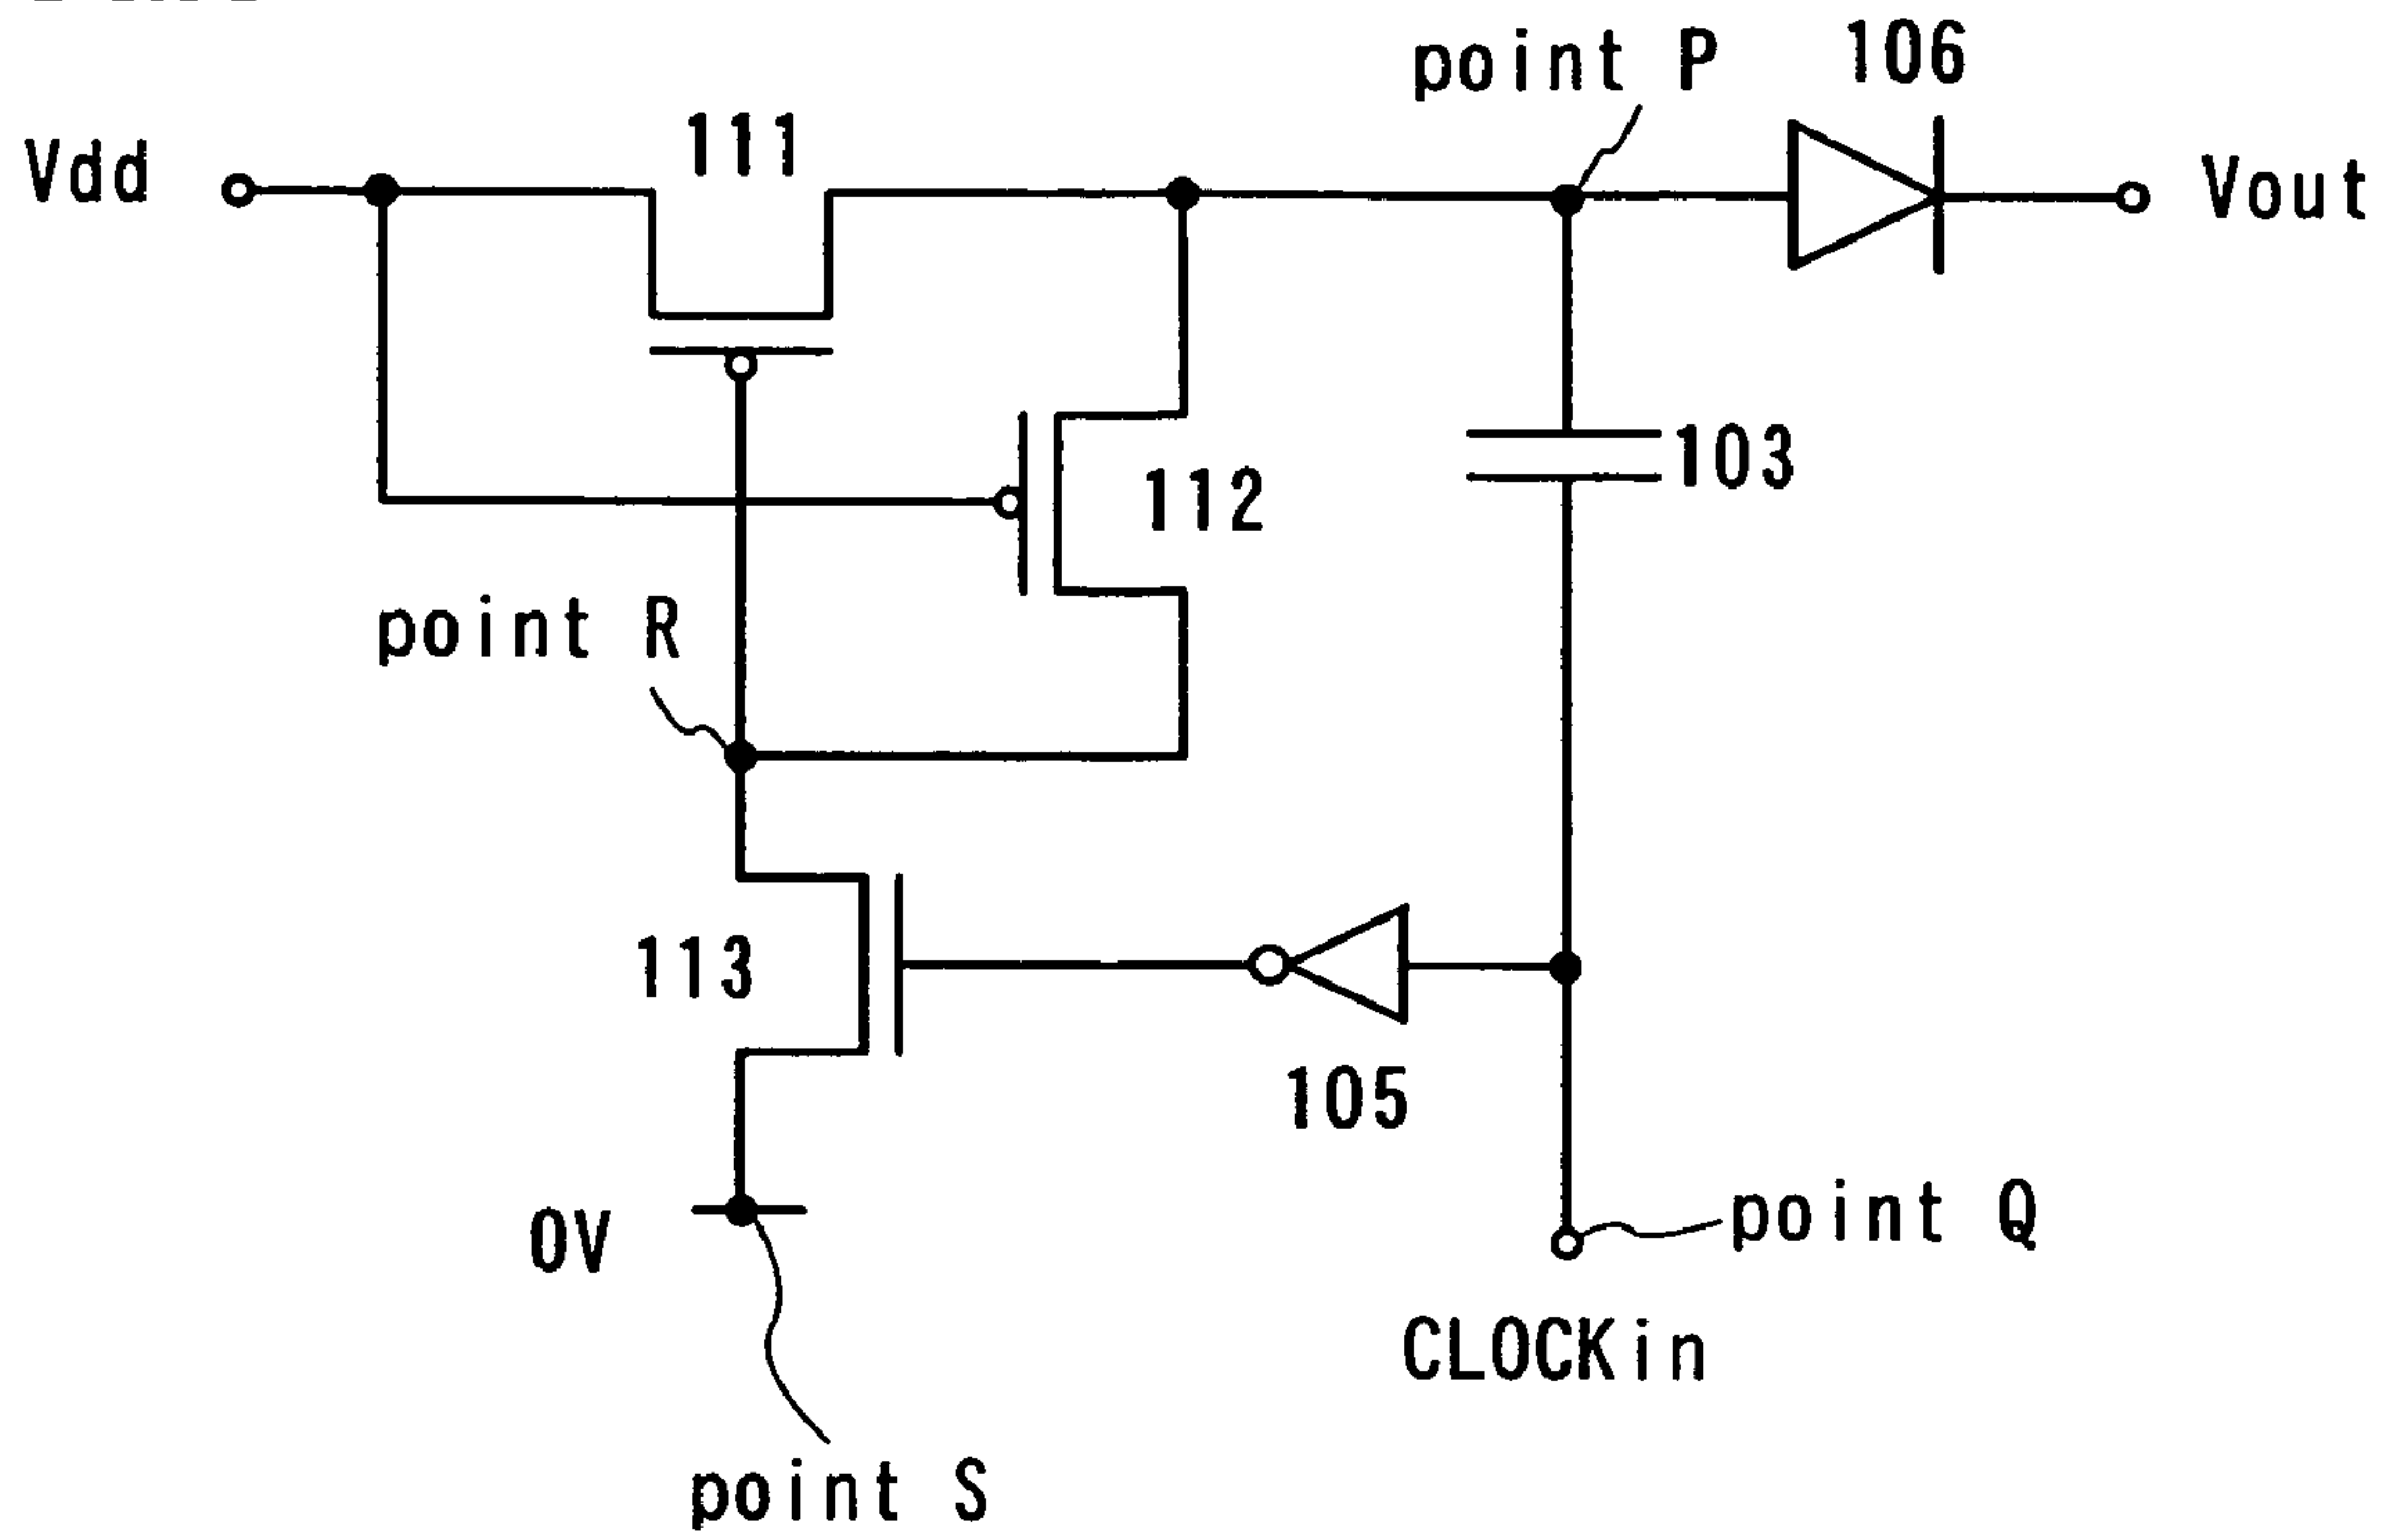 point P
106
Vdd
111
Vout
103
112
point R
113
105
0V
point Q
CLOCKin
point S